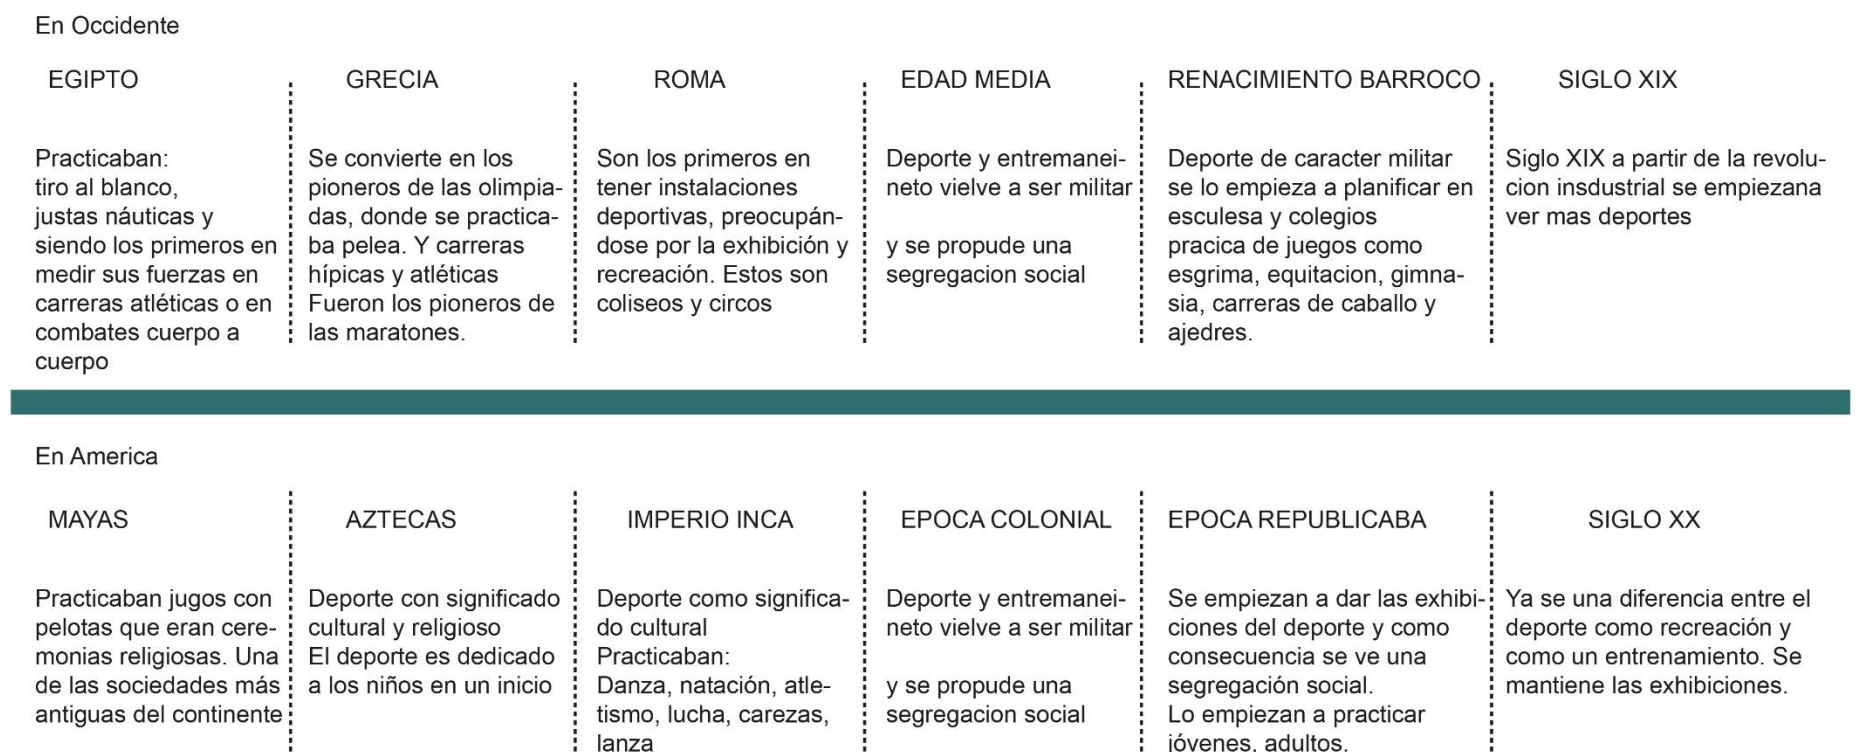 En Occidente
EGIPTO
Practicaban:
tiro al blanco,
justas náuticas y
siendo los primeros en
medir sus fuerzas en
carreras atléticas o en
combates cuerpo a
cuerpo
GRECIA
Se convierte en los
pioneros de las olimpia-
das, donde se practica-
ba pelea. Y carreras
hípicas y atléticas
Fueron los pioneros de
las maratones.
ROMA
Son los primeros en
tener instalaciones
deportivas, preocupán-
dose por la exhibición y
recreación. Estos son
coliseos y circos
EDAD MEDIA
Deporte y entremanei-
neto vielve a ser militar
y se propude una
segregacion social
RENACIMIENTO BARROCO
Deporte de caracter militar
se lo empieza a planificar en
esculesa y colegios
practica de juegos como
esgrima, equitacion, gimna-
sia, carreras de caballo y
ajedres.
SIGLO XIX
Siglo XIX a partir de la revolu-
cion insdustrial se empiezana
ver mas deportes
En America
MAYAS
Practicaban jugos con
pelotas que eran cere-
monias religiosas. Una
de las sociedades más
antiguas del continente
AZTECAS
Deporte con significado
cultural y religioso
El deporte es dedicado
a los niños en un inicio
IMPERIO INCA
Deporte como significa-
do cultural
Practicaban:
Danza, natación, atle-
tismo, lucha, carezas,
lanza
EPOCA COLONIAL
Deporte y entremanei-
neto vielve a ser militar
y se propude una
segregacion social
EPOCA REPUBLICABA
Se empiezan a dar las exhibi-
ciones del deporte y como
consecuencia se ve una
segregación social.
Lo empiezan a practicar
jóvenes, adultos.
SIGLO XX
Ya se una diferencia entre el
deporte como recreación y
como un entrenamiento. Se
mantiene las exhibiciones.